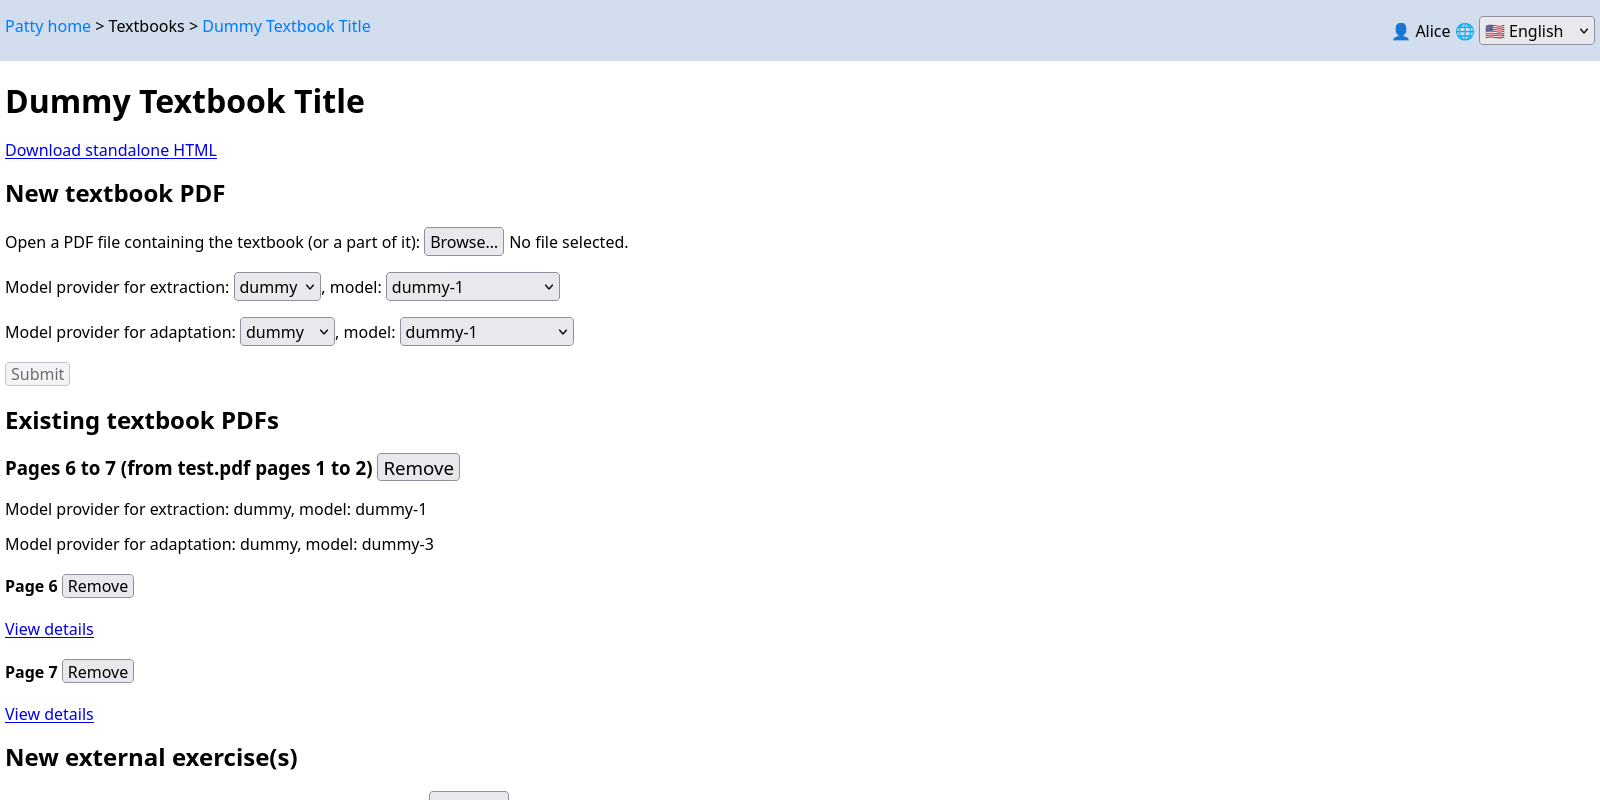 Patty home > Textbooks > Dummy Textbook Title
👤 Alice 🌐 🇺🇸 English
Dummy Textbook Title
Download standalone HTML
New textbook PDF
Open a PDF file containing the textbook (or a part of it): Browse... No file selected.
Model provider for extraction: dummy, model: dummy-1
Model provider for adaptation: dummy, model: dummy-1
Submit
Existing textbook PDFs
Pages 6 to 7 (from test.pdf pages 1 to 2) Remove
Model provider for extraction: dummy, model: dummy-1
Model provider for adaptation: dummy, model: dummy-3
Page 6 Remove
View details
Page 7 Remove
View details
New external exercise(s)